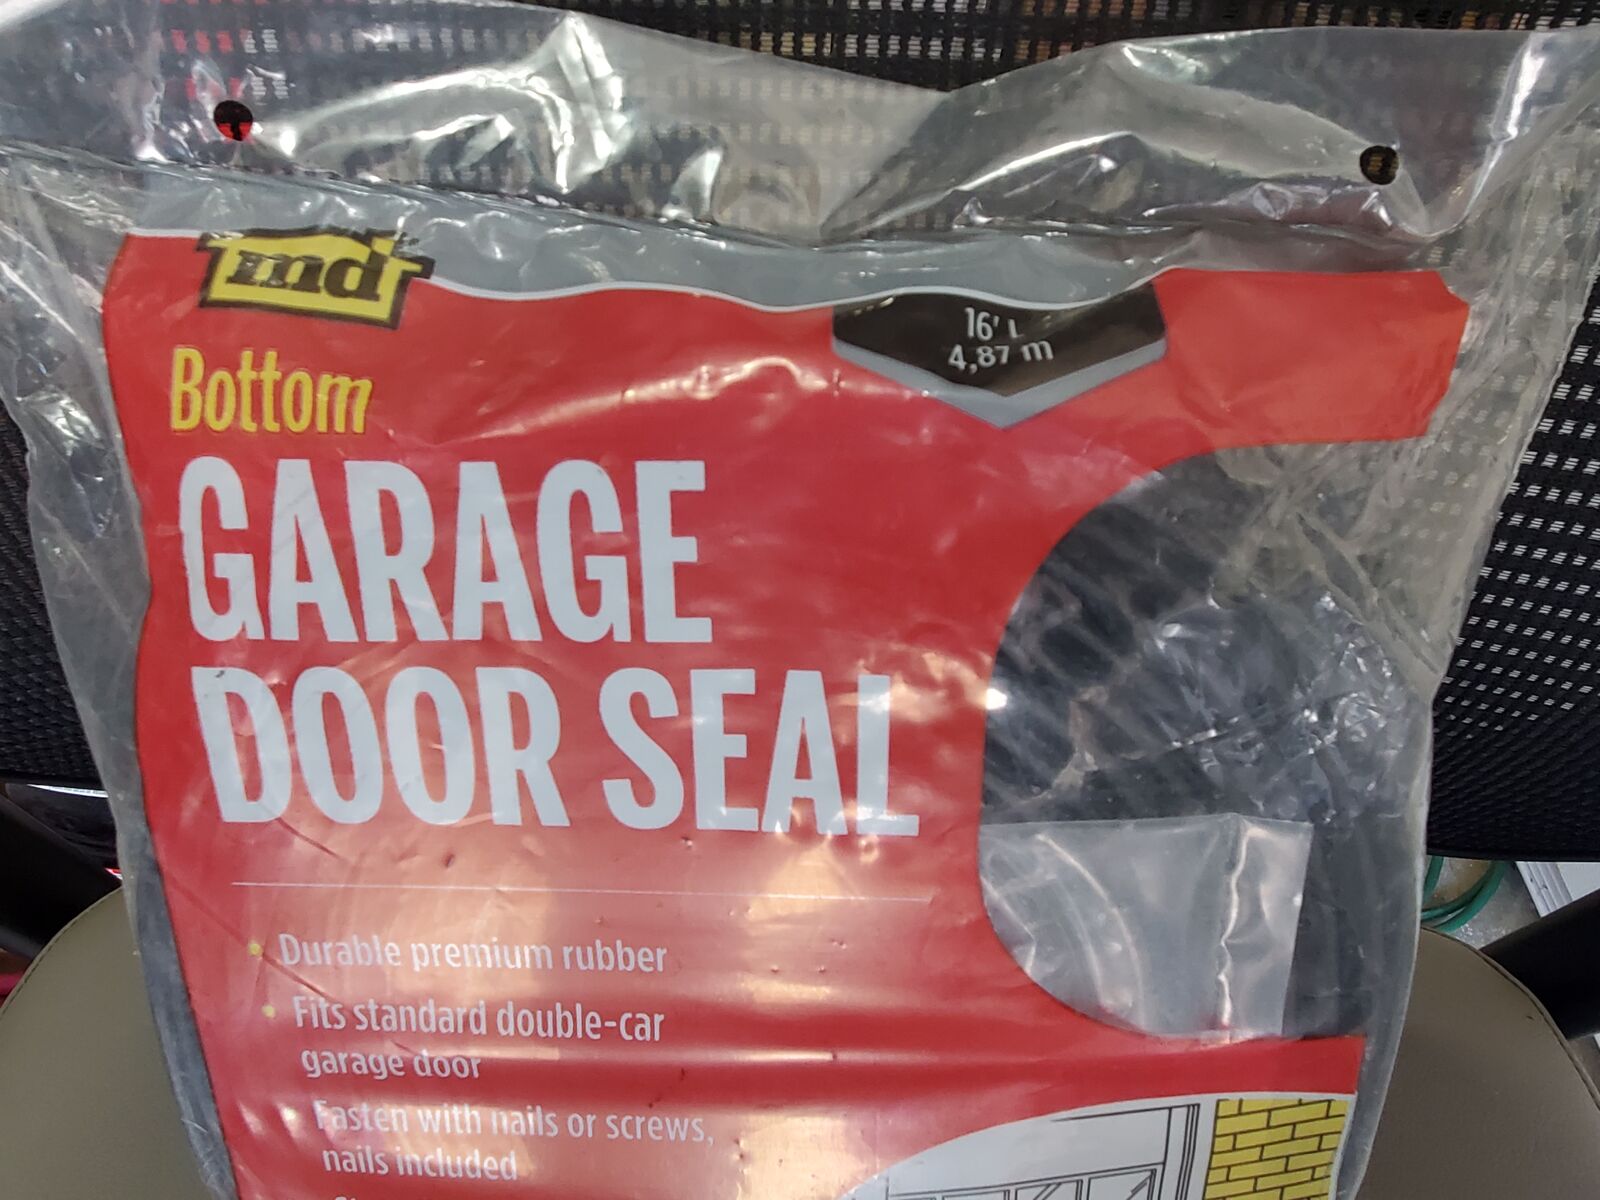 md
16' L
4,87 m
Bottom
GARAGE
DOOR SEAL
• Durable premium rubber
• Fits standard double-car
garage door
Fasten with nails or screws,
nails included